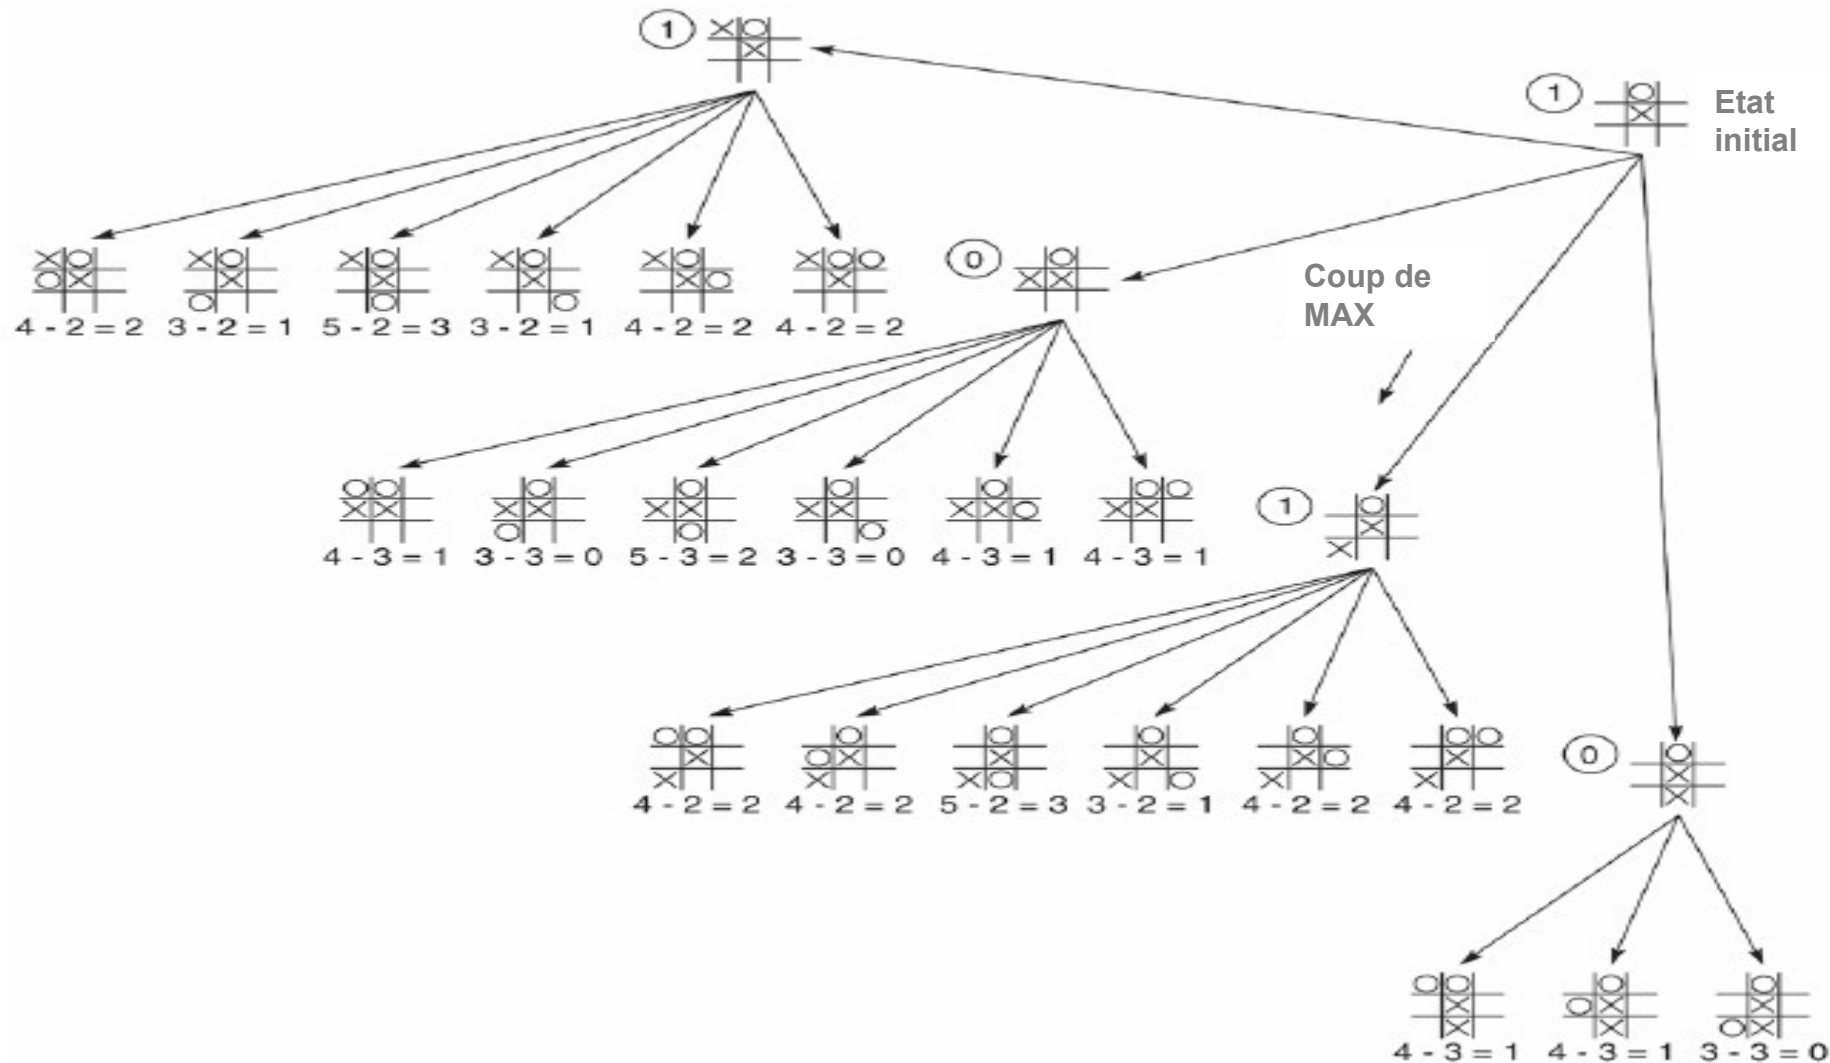 1
X O
X
1
O
X
Etat
initial
X O
O X
4 - 2 = 2
X O
X
O
3 - 2 = 1
X O
X
O
5 - 2 = 3
X O
X
O
3 - 2 = 1
X O
X O
4 - 2 = 2
X O O
X
4 - 2 = 2
0
O
X X
Coup de
MAX
O O
X X
4 - 3 = 1
O
X X
O
3 - 3 = 0
O
X X
O
5 - 3 = 2
O
X X
O
3 - 3 = 0
O
X X O
4 - 3 = 1
O O
X X
4 - 3 = 1
1
O
X
X
O O
X
X
4 - 2 = 2
O
O X
X
4 - 2 = 2
O
X
X O
5 - 2 = 3
O
X
X O
3 - 2 = 1
O
X O
X
4 - 2 = 2
O O
X
X
4 - 2 = 2
0
O
X
X
O O
X
X
4 - 3 = 1
O
O X
X
4 - 3 = 1
O
X
O X
3 - 3 = 0